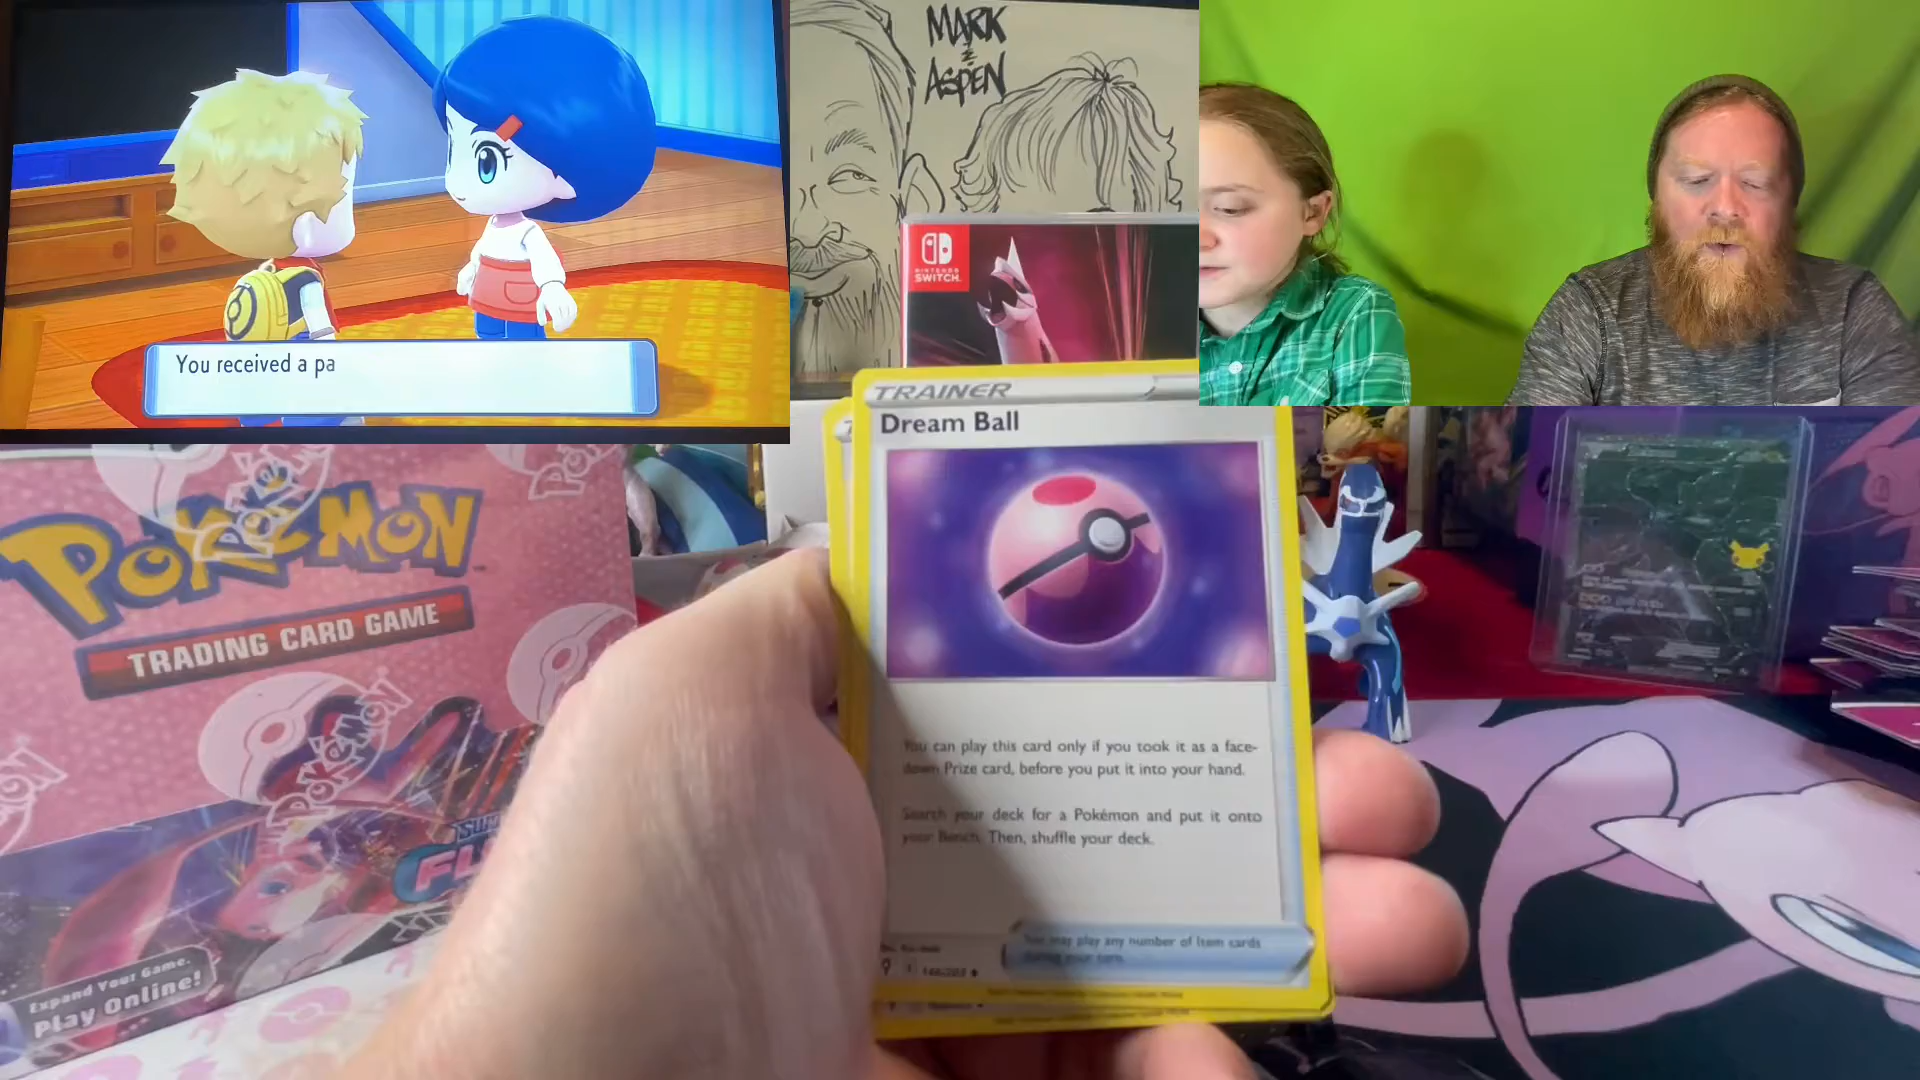 You received a pa
MARK
&
ASPEN
NINTENDO
SWITCH
TRAINER
Dream Ball
You can play this card only if you took it as a face-
down Prize card, before you put it into your hand.
Search your deck for a Pokémon and put it onto
your Bench. Then, shuffle your deck.
You may play any number of Item cards
during your turn.
POKÉMON
TRADING CARD GAME
POKÉMON
POKÉMON
Expand Your Game.
Play Online!